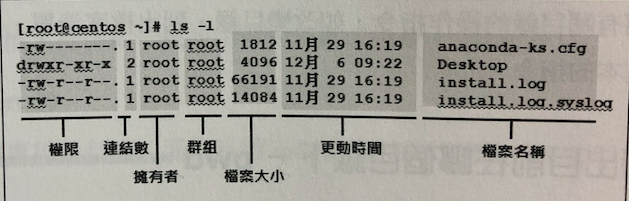 [root@centos ~]# ls -l
-rw-------. 1 root root 1812 11月 29 16:19 anaconda-ks.cfg
drwxr-xr-x 2 root root 4096 12月 6 09:22 Desktop
-rw-r--r--. 1 root root 66191 11月 29 16:19 install.log
-rw-r--r--. 1 root root 14084 11月 29 16:19 install.log.syslog
權限 連結數 群組 更動時間 檔案名稱
擁有者 檔案大小